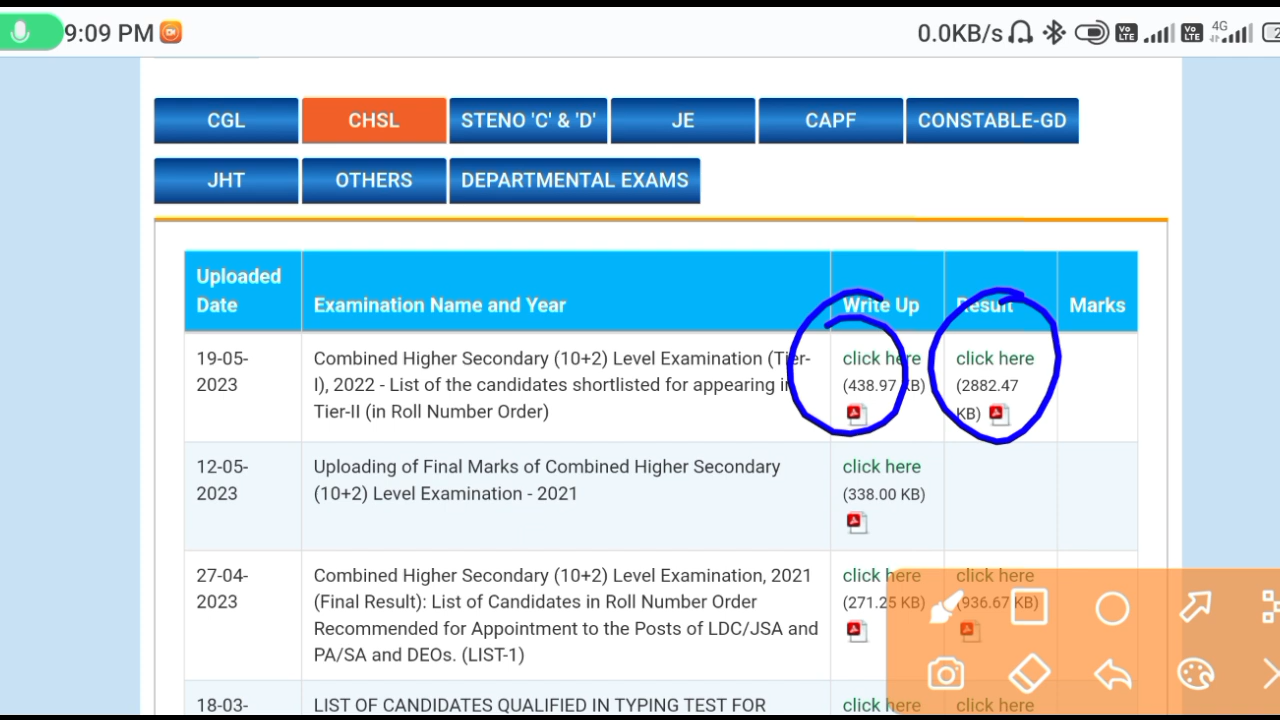 9:09 PM 0.0KB/s Vo LTE Vo LTE 4G 2
CGL CHSL STENO 'C' & 'D' JE CAPF CONSTABLE-GD
JHT OTHERS DEPARTMENTAL EXAMS
Uploaded
Date Examination Name and Year Write Up Result Marks
19-05- Combined Higher Secondary (10+2) Level Examination (Tier- click here click here
2023 I), 2022 - List of the candidates shortlisted for appearing in (438.97 KB) (2882.47
Tier-II (in Roll Number Order) KB)
12-05- Uploading of Final Marks of Combined Higher Secondary click here
2023 (10+2) Level Examination - 2021 (338.00 KB)
27-04- Combined Higher Secondary (10+2) Level Examination, 2021 click here click here
2023 (Final Result): List of Candidates in Roll Number Order (271.25 KB) (936.67 KB)
Recommended for Appointment to the Posts of LDC/JSA and
PA/SA and DEOs. (LIST-1)
18-03- LIST OF CANDIDATES QUALIFIED IN TYPING TEST FOR click here click here